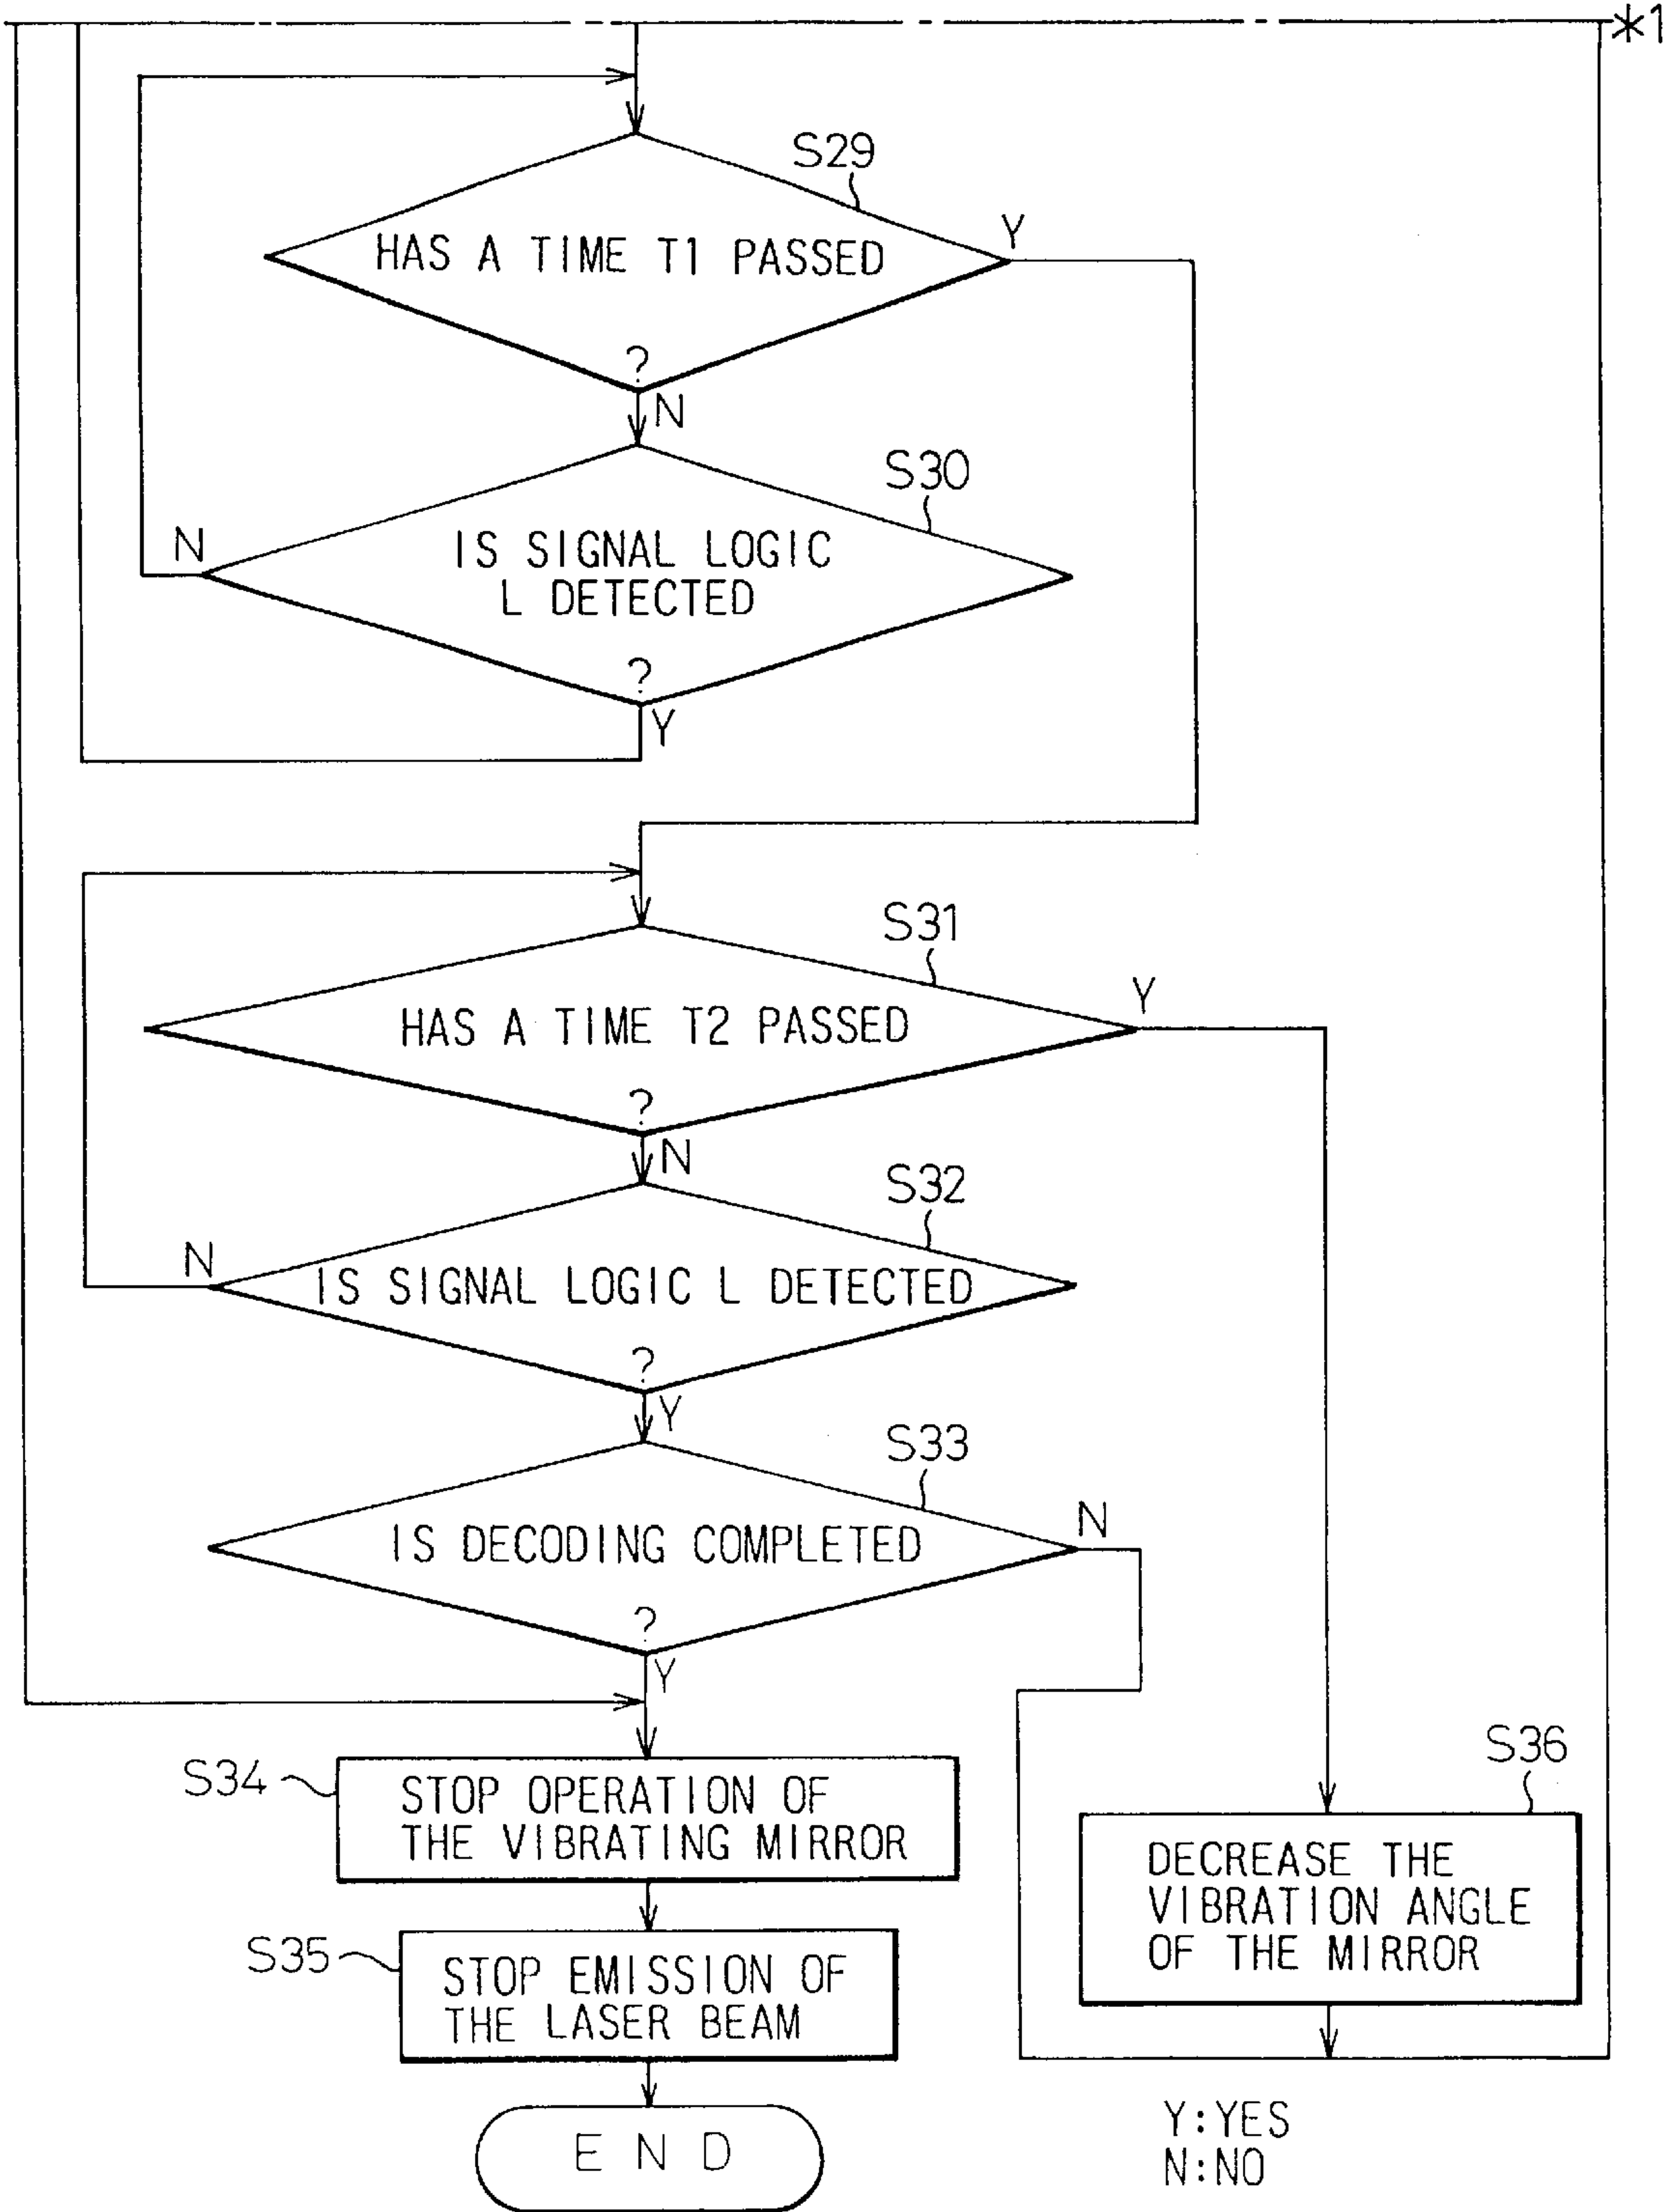 *1
S29
Y
HAS A TIME T1 PASSED
?
N
S30
N
IS SIGNAL LOGIC
L DETECTED
?
Y
S31
Y
HAS A TIME T2 PASSED
?
N
S32
N
IS SIGNAL LOGIC L DETECTED
?
Y
S33
N
IS DECODING COMPLETED
?
Y
S34
STOP OPERATION OF
THE VIBRATING MIRROR
S36
DECREASE THE
VIBRATION ANGLE
OF THE MIRROR
S35
STOP EMISSION OF
THE LASER BEAM
END
Y:YES
N:NO